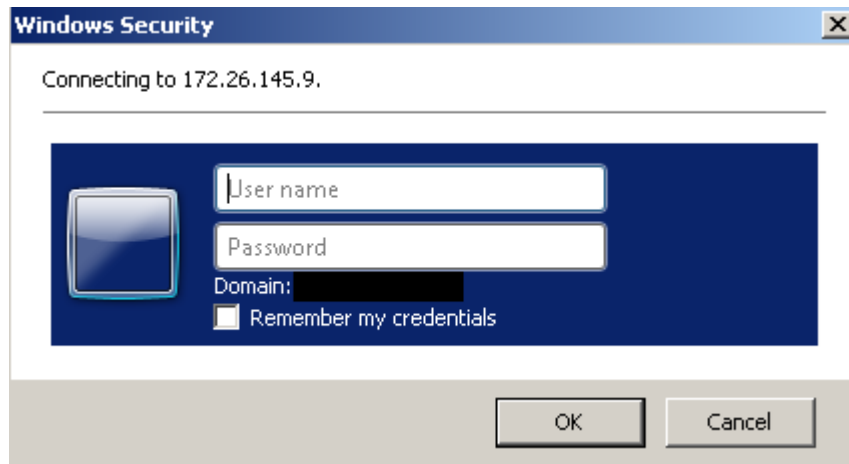 Windows Security
Connecting to 172.26.145.9.
User name
Password
Domain:
Remember my credentials
OK
Cancel